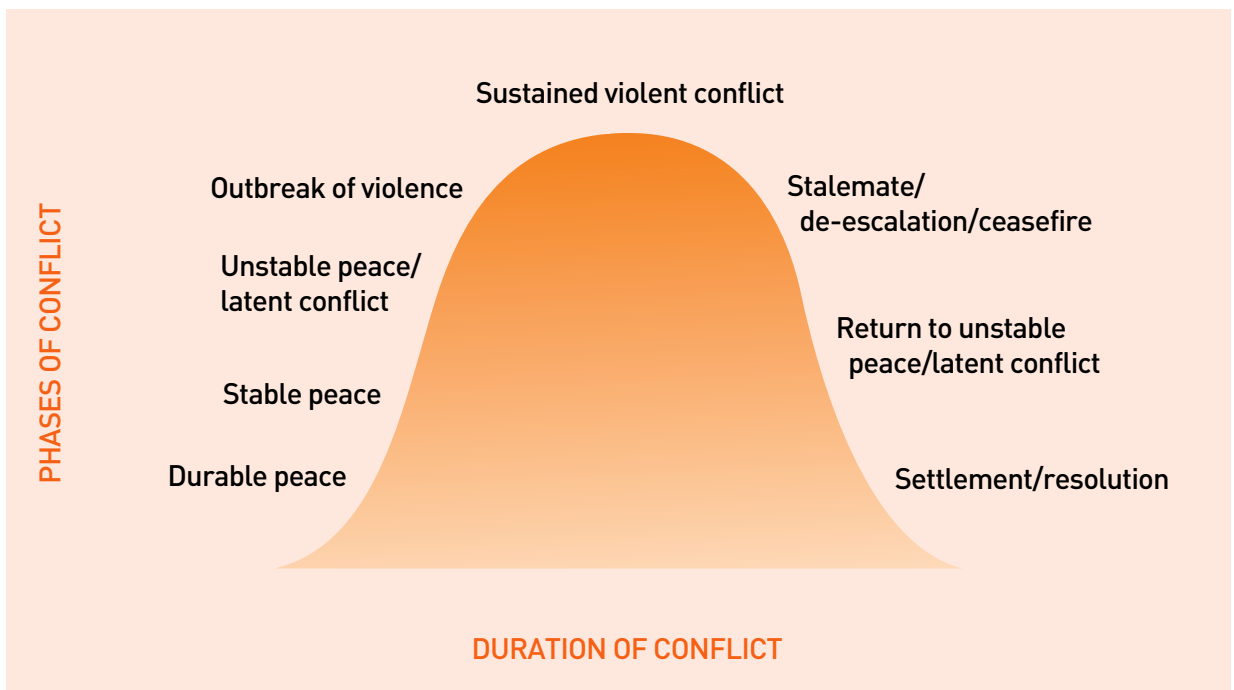 Sustained violent conflict
Outbreak of violence
Stalemate/
de-escalation/ceasefire
Unstable peace/
latent conflict
Return to unstable
peace/latent conflict
Stable peace
Durable peace
Settlement/resolution
PHASES OF CONFLICT
DURATION OF CONFLICT